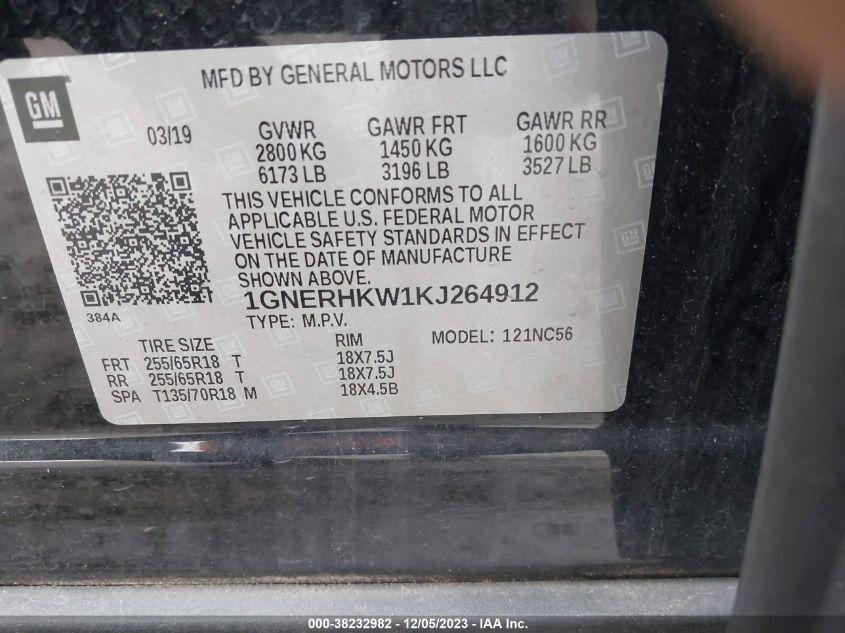 MFD BY GENERAL MOTORS LLC
GM
03/19 GVWR GAWR FRT GAWR RR
2800 KG 1450 KG 1600 KG
6173 LB 3196 LB 3527 LB
THIS VEHICLE CONFORMS TO ALL
APPLICABLE U.S. FEDERAL MOTOR
VEHICLE SAFETY STANDARDS IN EFFECT
ON THE DATE OF MANUFACTURE
SHOWN ABOVE.
T
1GNERHKW1KJ264912
384A
TYPE: M.P.V. MODEL: 121NC56
TIRE SIZE RIM
FRT 255/65R18 T 18X7.5J
RR 255/65R18 T 18X7.5J
SPA T135/70R18 M 18X4.5B
000-38232982 - 12/05/2023 - © IAA Inc.